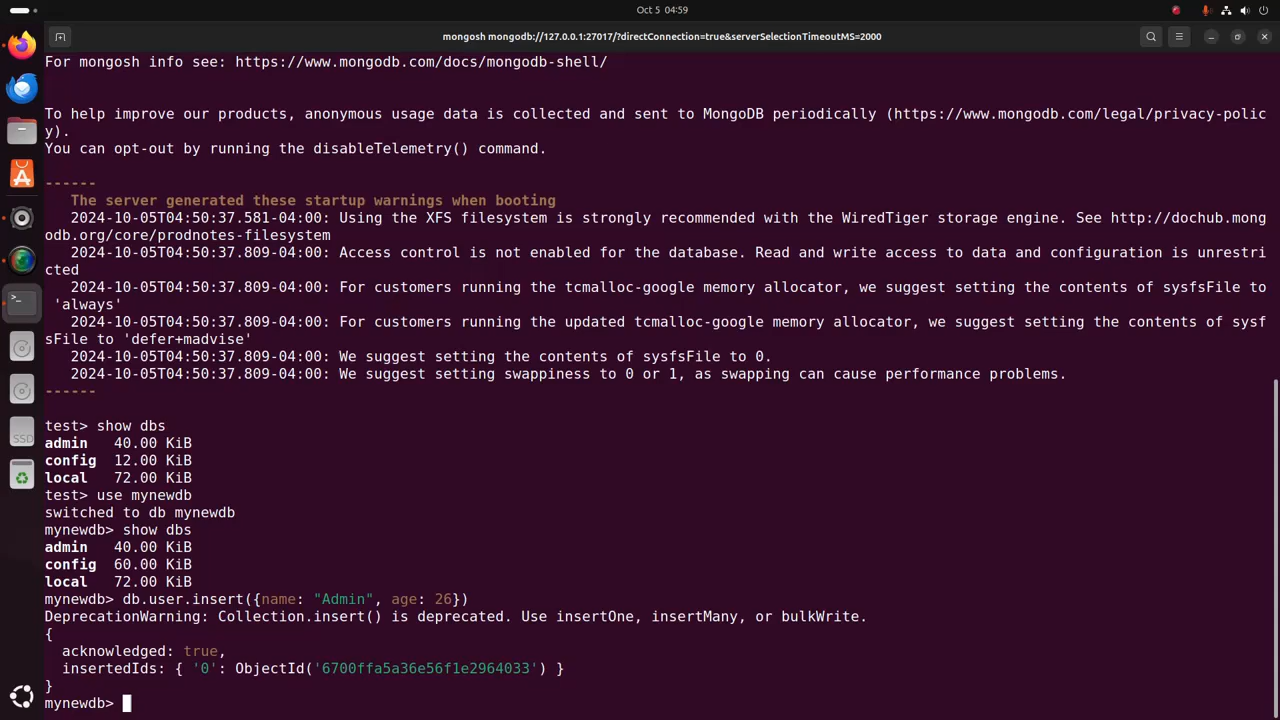 Oct 5 04:59
mongosh mongodb://127.0.0.1:27017/?directConnection=true&serverSelectionTimeoutMS=2000
For mongosh info see: https://www.mongodb.com/docs/mongodb-shell/
To help improve our products, anonymous usage data is collected and sent to MongoDB periodically (https://www.mongodb.com/legal/privacy-polic
y).
You can opt-out by running the disableTelemetry() command.
------
The server generated these startup warnings when booting
2024-10-05T04:50:37.581-04:00: Using the XFS filesystem is strongly recommended with the WiredTiger storage engine. See http://dochub.mong
odb.org/core/prodnotes-filesystem
2024-10-05T04:50:37.809-04:00: Access control is not enabled for the database. Read and write access to data and configuration is unrestri
cted
2024-10-05T04:50:37.809-04:00: For customers running the tcmalloc-google memory allocator, we suggest setting the contents of sysfsFile to
'always'
2024-10-05T04:50:37.809-04:00: For customers running the updated tcmalloc-google memory allocator, we suggest setting the contents of sysf
sFile to 'defer+madvise'
2024-10-05T04:50:37.809-04:00: We suggest setting the contents of sysfsFile to 0.
2024-10-05T04:50:37.809-04:00: We suggest setting swappiness to 0 or 1, as swapping can cause performance problems.
------
test> show dbs
admin 40.00 KiB
config 12.00 KiB
local 72.00 KiB
test> use mynewdb
switched to db mynewdb
mynewdb> show dbs
admin 40.00 KiB
config 60.00 KiB
local 72.00 KiB
mynewdb> db.user.insert({name: "Admin", age: 26})
DeprecationWarning: Collection.insert() is deprecated. Use insertOne, insertMany, or bulkWrite.
{
acknowledged: true,
insertedIds: { '0': ObjectId('6700ffa5a36e56f1e2964033') }
}
mynewdb>
SSD